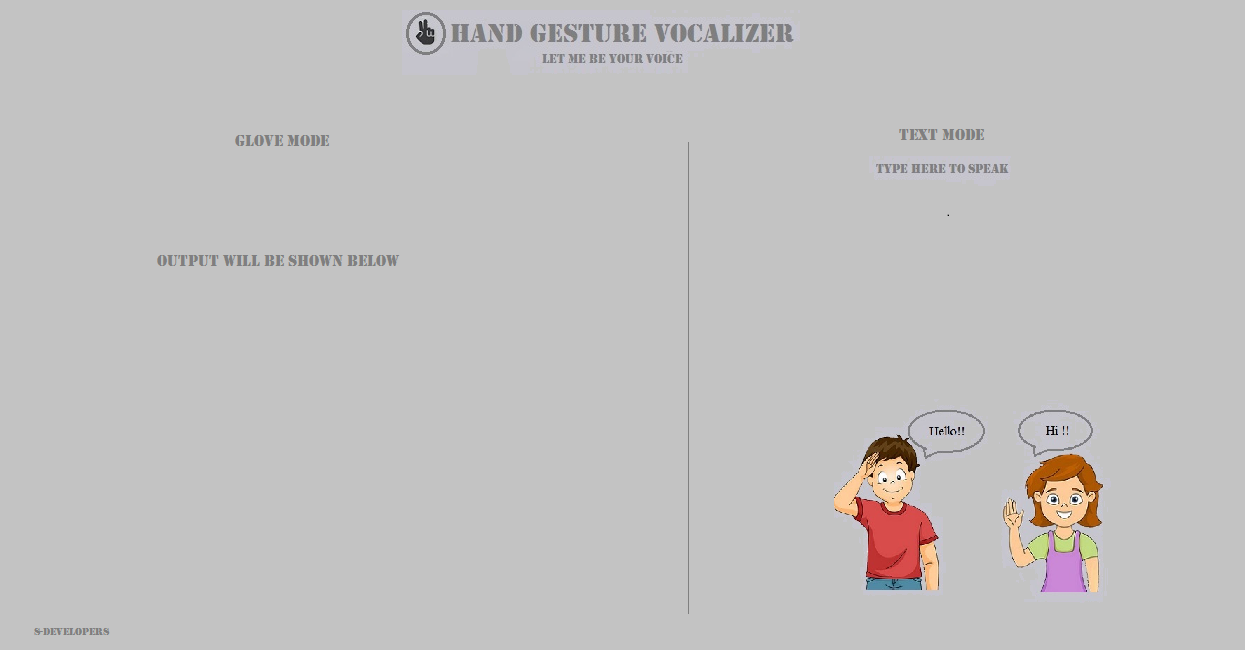 HAND GESTURE VOCALIZER
LET ME BE YOUR VOICE
GLOVE MODE
OUTPUT WILL BE SHOWN BELOW
TEXT MODE
TYPE HERE TO SPEAK
.
Hello!!
Hi !!
S-DEVELOPERS